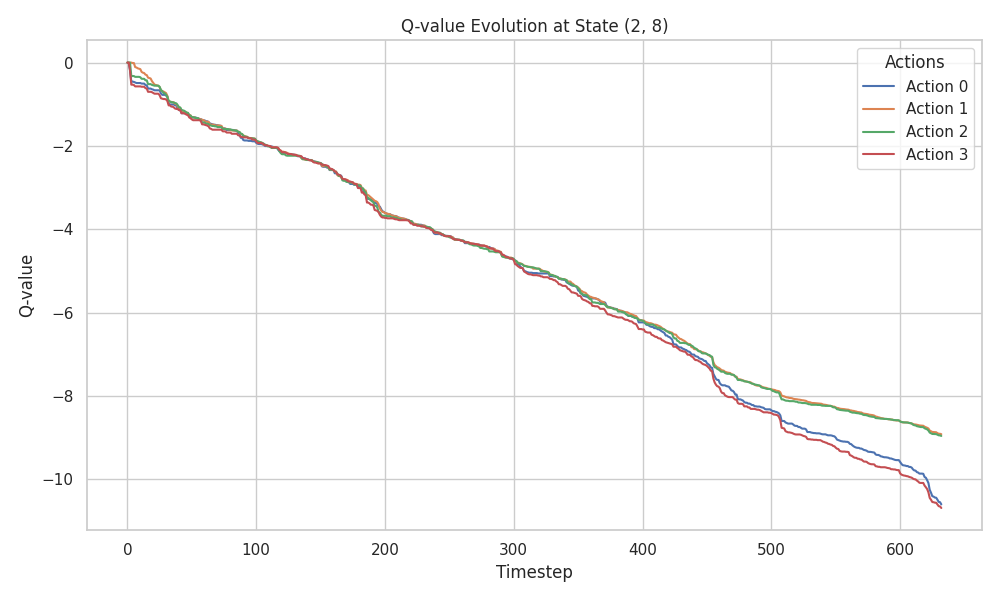 Q-value Evolution at State (2, 8)
Actions
Action 0
Action 1
Action 2
Action 3
Q-value
0
−2
−4
−6
−8
−10
0 100 200 300 400 500 600
Timestep